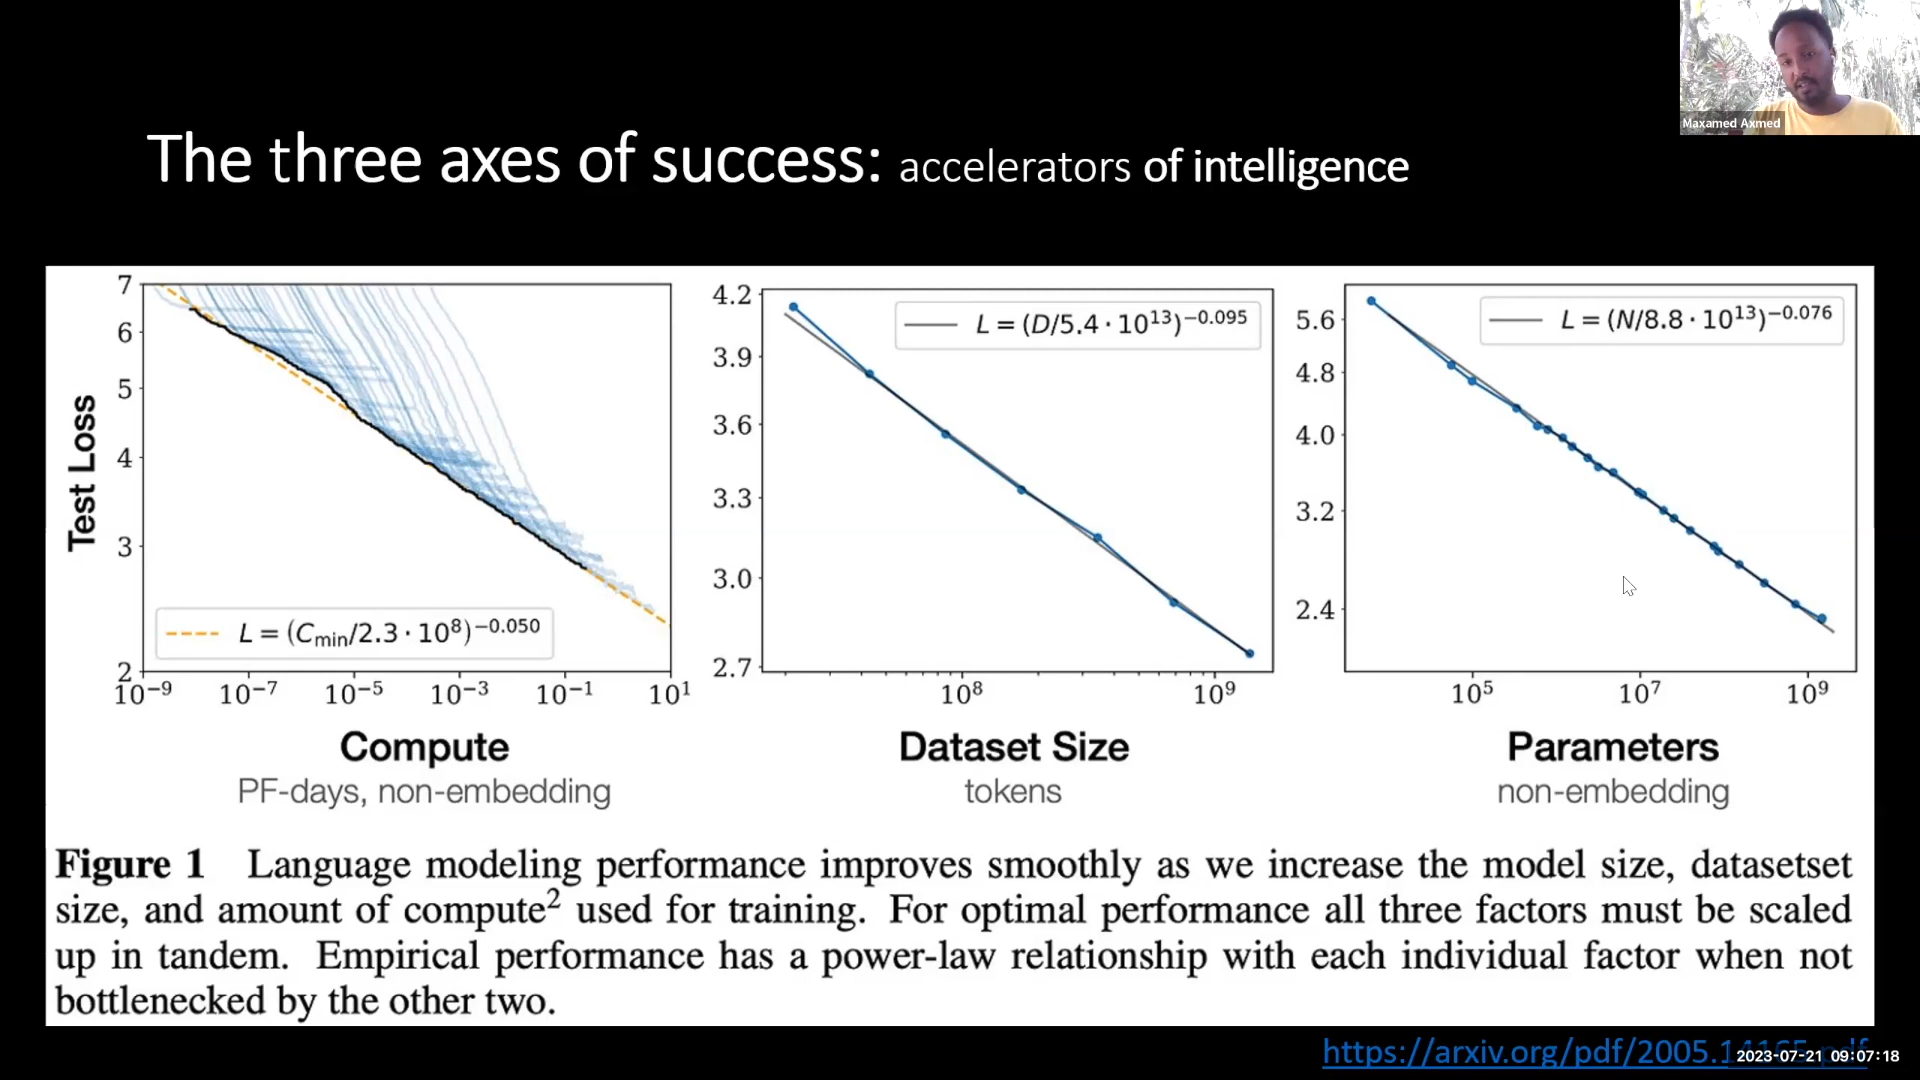 Maxamed Axmed
The three axes of success: accelerators of intelligence
Test Loss
7
6
5
4
3
2
L = (Cmin/2.3 · 10⁸)⁻⁰·⁰⁵⁰
10⁻⁹ 10⁻⁷ 10⁻⁵ 10⁻³ 10⁻¹ 10¹
Compute
PF-days, non-embedding
4.2
3.9
3.6
3.3
3.0
2.7
L = (D/5.4 · 10¹³)⁻⁰·⁰⁹⁵
10⁸ 10⁹
Dataset Size
tokens
5.6
4.8
4.0
3.2
2.4
L = (N/8.8 · 10¹³)⁻⁰·⁰⁷⁶
10⁵ 10⁷ 10⁹
Parameters
non-embedding
Figure 1 Language modeling performance improves smoothly as we increase the model size, datasetset
size, and amount of compute² used for training. For optimal performance all three factors must be scaled
up in tandem. Empirical performance has a power-law relationship with each individual factor when not
bottlenecked by the other two.
https://arxiv.org/pdf/2005.14165.pdf
2023-07-21 09:07:18